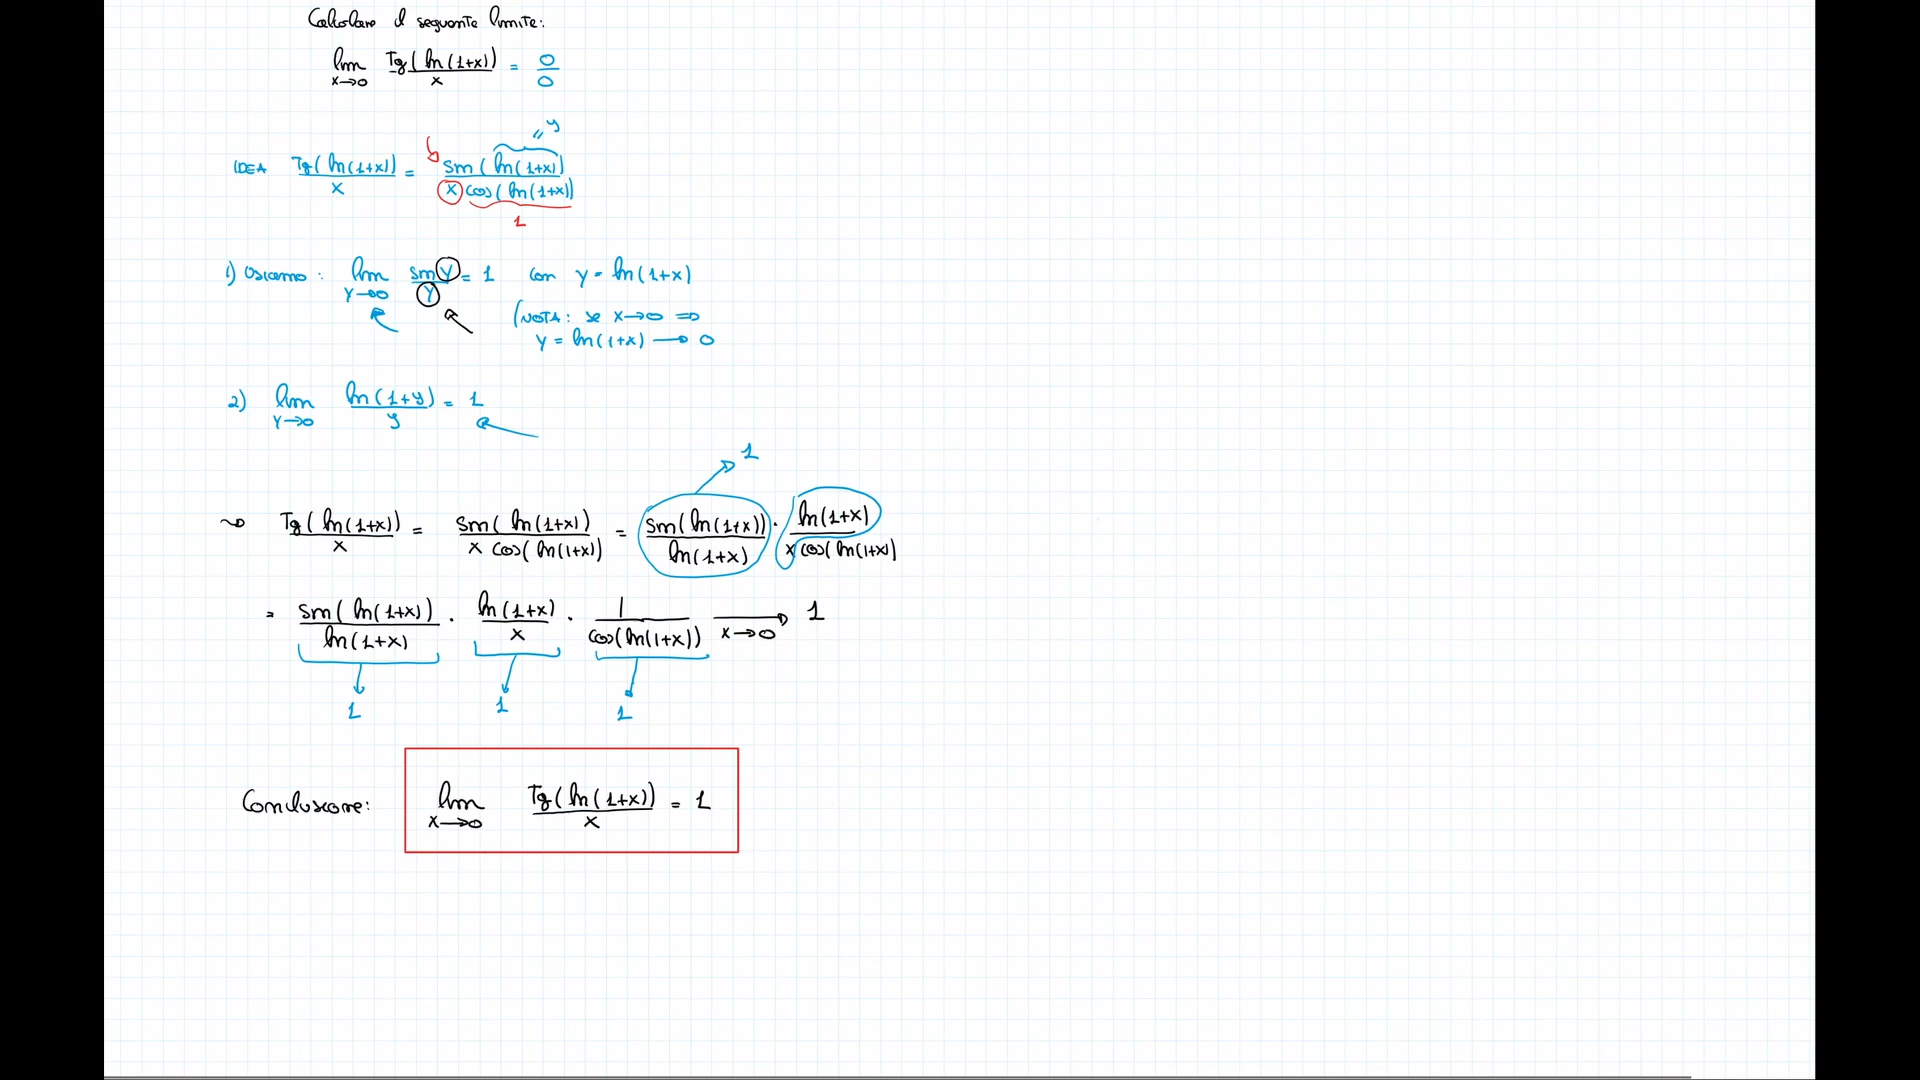 Calcolare il seguente limite:
lim x→0 Tg(ln(1+x))/x = 0/0
= y
IDEA Tg(ln(1+x))/x = sin(ln(1+x))/(x cos(ln(1+x)))
1
1) Usiamo: lim y→0 sin y/y = 1 con y = ln(1+x)
(NOTA: se x→0 ⇒
y = ln(1+x) → 0
2) lim y→0 ln(1+y)/y = 1
1
⤳ Tg(ln(1+x))/x = sin(ln(1+x))/(x cos(ln(1+x))) = sin(ln(1+x))/ln(1+x) · ln(1+x)/(x cos(ln(1+x)))
= sin(ln(1+x))/ln(1+x) · ln(1+x)/x · 1/cos(ln(1+x)) → x→0 1
1 1 1
Conclusione: lim x→0 Tg(ln(1+x))/x = 1